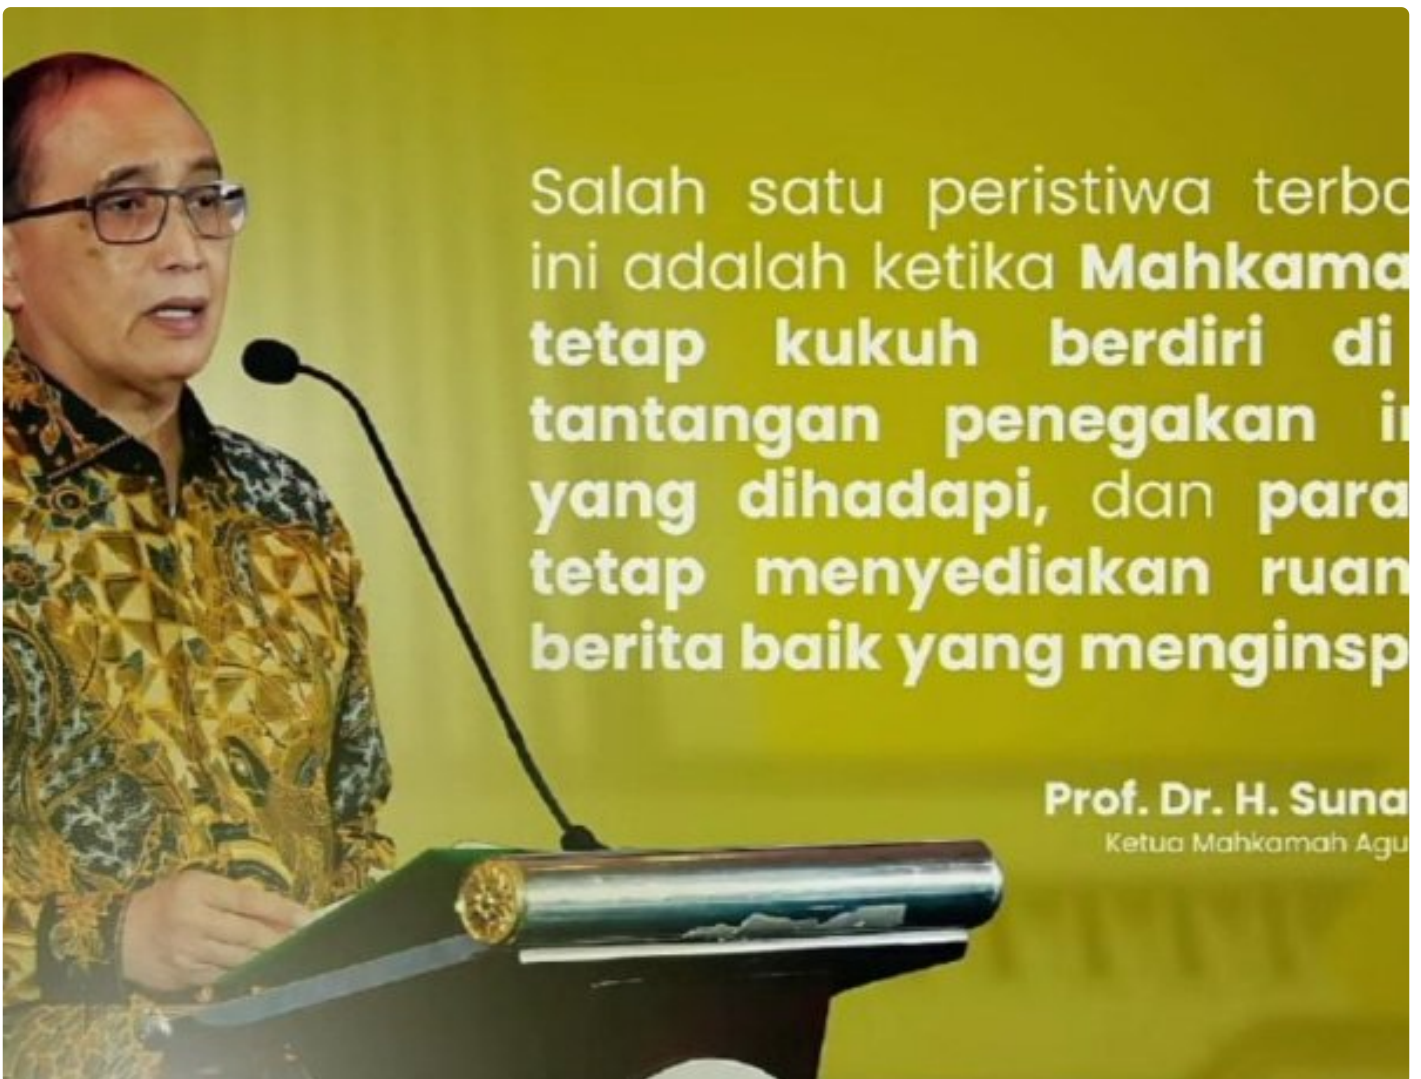 Salah satu peristiwa terba
ini adalah ketika Mahkama
tetap kukuh berdiri di
tantangan penegakan i
yang dihadapi, dan para
tetap menyediakan ruan
berita baik yang menginsp
Prof. Dr. H. Suna
Ketua Mahkamah Agu